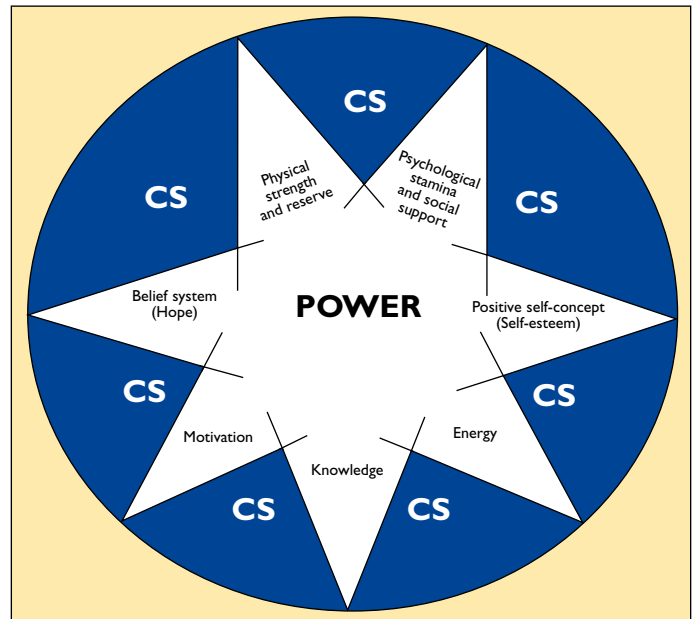 CS
CS
CS
Physical
strength
and reserve
Psychological
stamina
and social
support
Belief system
(Hope)
POWER
Positive self-concept
(Self-esteem)
CS
CS
Motivation
Energy
Knowledge
CS
CS